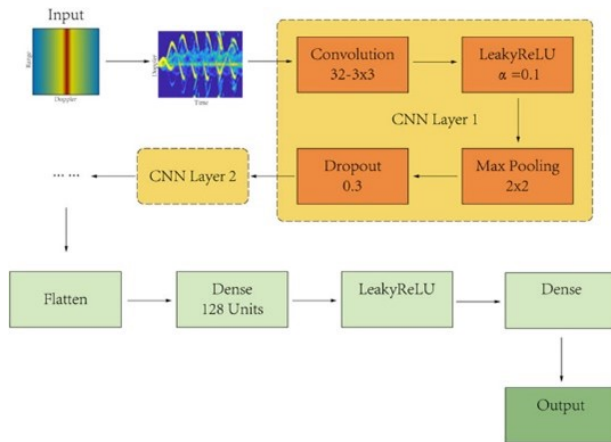 Input
Range
Doppler
Doppler
Time
Convolution
32-3x3
LeakyReLU
α =0.1
CNN Layer 1
Max Pooling
2x2
Dropout
0.3
CNN Layer 2
... ...
Flatten
Dense
128 Units
LeakyReLU
Dense
Output